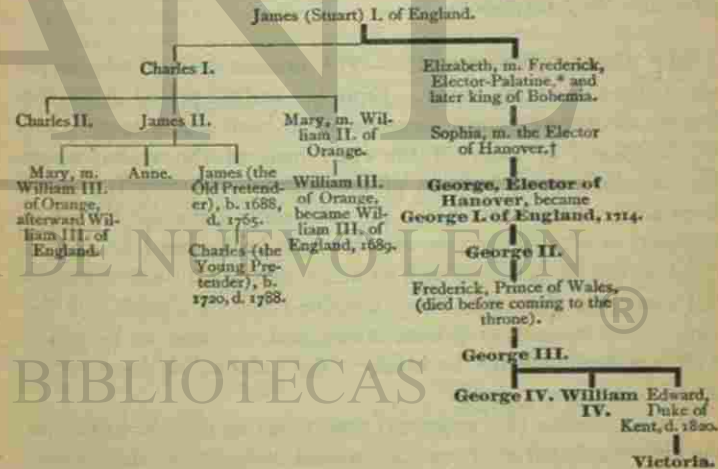 James (Stuart) I. of England.
Charles I.
Elizabeth, m. Frederick,
Elector-Palatine,* and
later king of Bohemia.
Charles II.
James II.
Mary, m. Wil-
liam II. of
Orange.
Sophia, m. the Elector
of Hanover.†
Mary, m.
William III.
of Orange,
afterward Wil-
liam III. of
England.
Anne.
James (the
Old Pretend-
er), b. 1688,
d. 1765.
Charles (the
Young Pre-
tender), b.
1720, d. 1788.
William III.
of Orange,
became Wil-
liam III. of
England, 1689.
George, Elector of
Hanover, became
George I. of England, 1714.
George II.
Frederick, Prince of Wales,
(died before coming to the
throne).
George III.
George IV.
William
IV.
Edward,
Duke of
Kent, d. 1820.
Victoria.
ANL
DE NUEVO LEÓN
®
BIBLIOTECAS